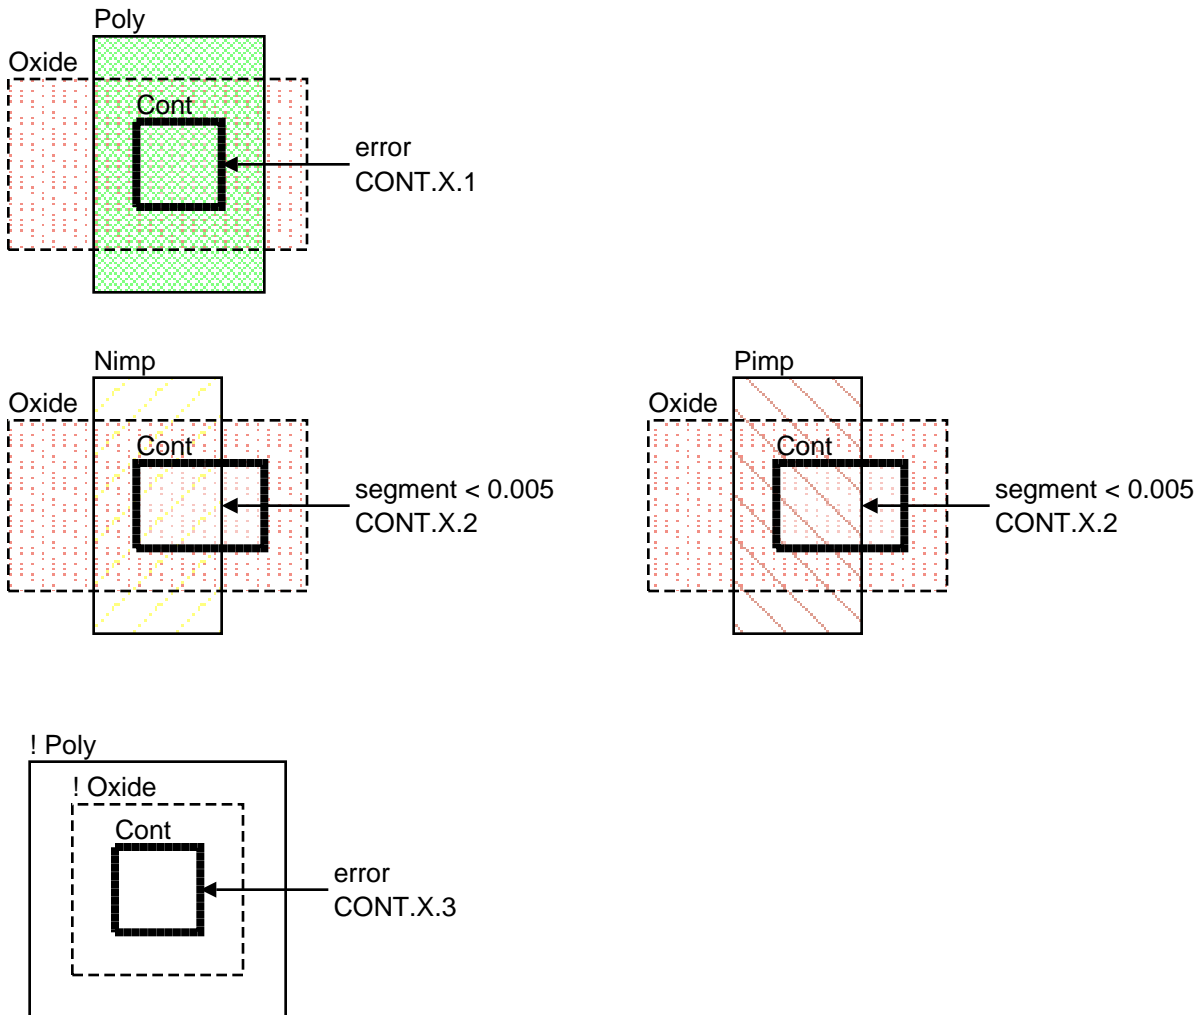 Poly
Oxide
Cont
error
CONT.X.1
Nimp
Oxide
Cont
segment < 0.005
CONT.X.2
Pimp
Oxide
Cont
segment < 0.005
CONT.X.2
! Poly
! Oxide
Cont
error
CONT.X.3